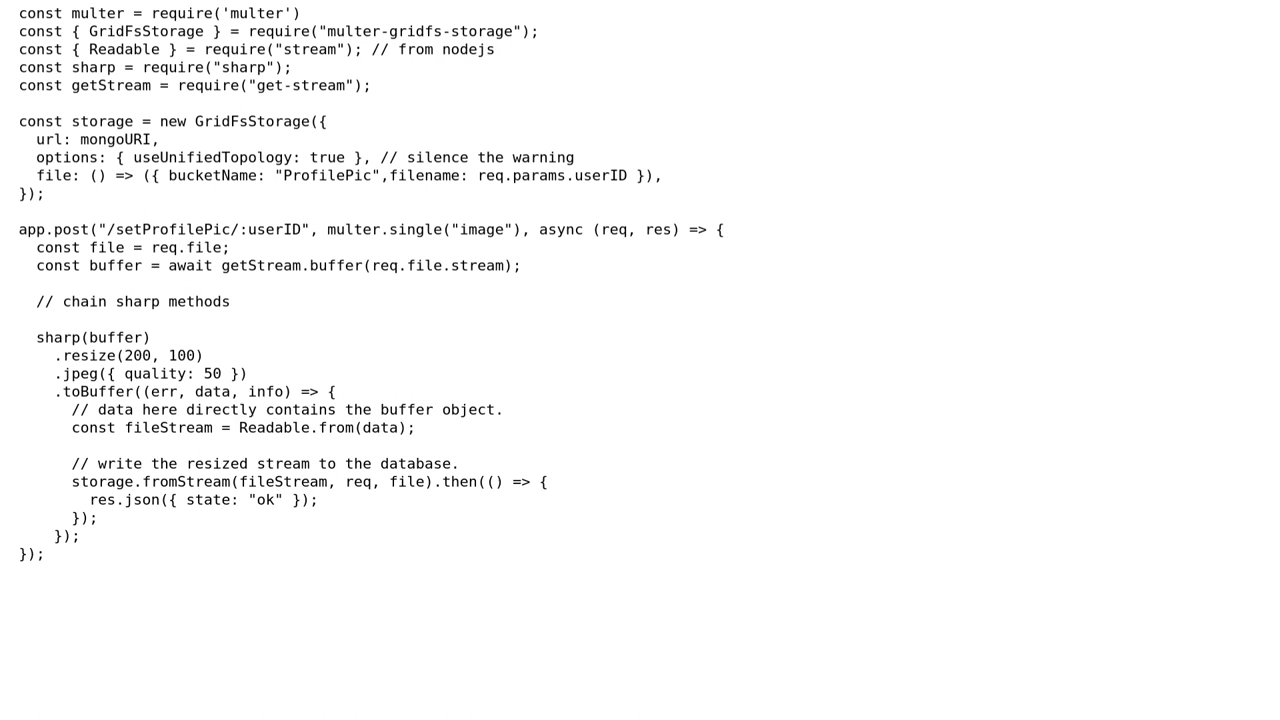 const multer = require('multer')
const { GridFsStorage } = require("multer-gridfs-storage");
const { Readable } = require("stream"); // from nodejs
const sharp = require("sharp");
const getStream = require("get-stream");

const storage = new GridFsStorage({
  url: mongoURI,
  options: { useUnifiedTopology: true }, // silence the warning
  file: () => ({ bucketName: "ProfilePic",filename: req.params.userID }),
});

app.post("/setProfilePic/:userID", multer.single("image"), async (req, res) => {
  const file = req.file;
  const buffer = await getStream.buffer(req.file.stream);

  // chain sharp methods

  sharp(buffer)
    .resize(200, 100)
    .jpeg({ quality: 50 })
    .toBuffer((err, data, info) => {
      // data here directly contains the buffer object.
      const fileStream = Readable.from(data);

      // write the resized stream to the database.
      storage.fromStream(fileStream, req, file).then(() => {
        res.json({ state: "ok" });
      });
    });
});